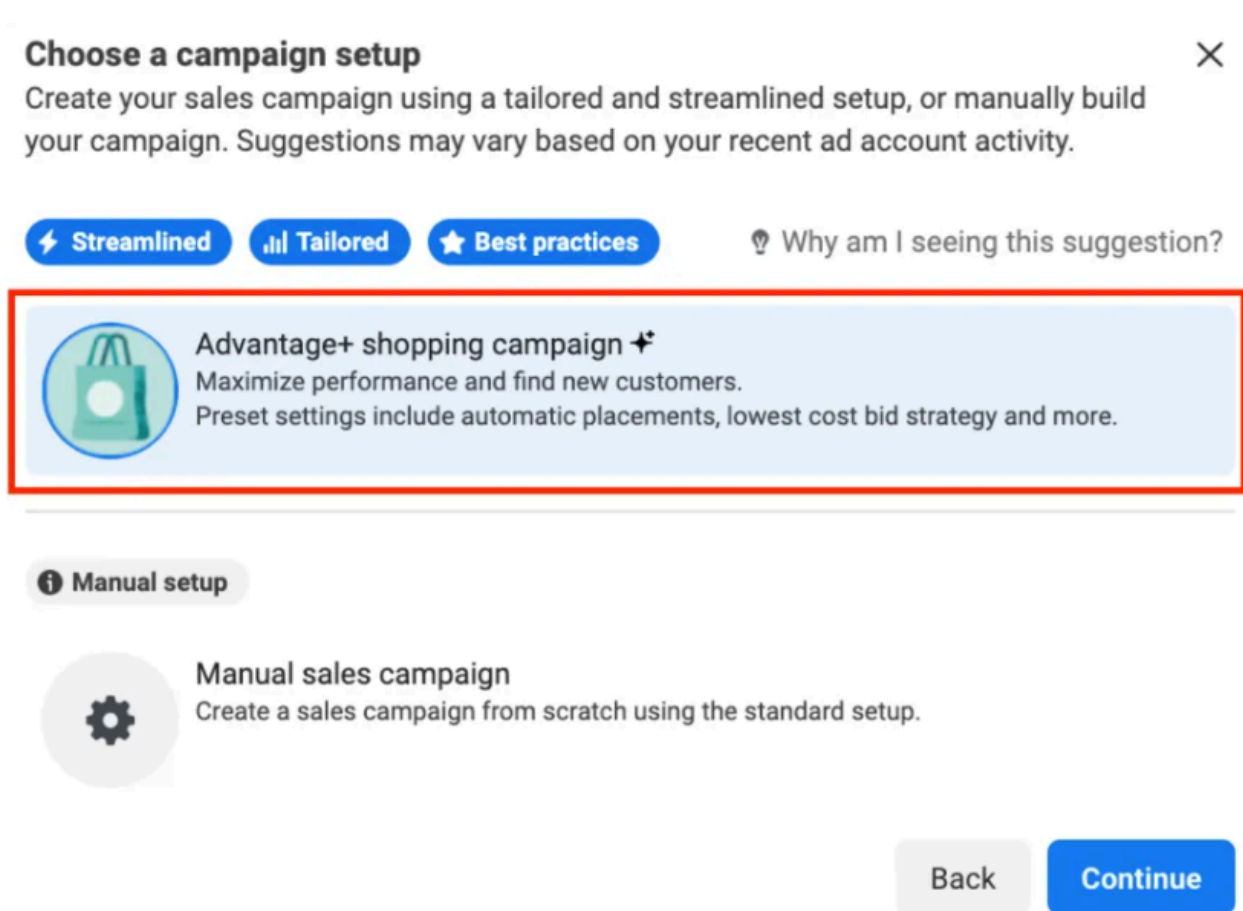 Choose a campaign setup
Create your sales campaign using a tailored and streamlined setup, or manually build
your campaign. Suggestions may vary based on your recent ad account activity.
Streamlined
Tailored
Best practices
Why am I seeing this suggestion?
Advantage+ shopping campaign
Maximize performance and find new customers.
Preset settings include automatic placements, lowest cost bid strategy and more.
Manual setup
Manual sales campaign
Create a sales campaign from scratch using the standard setup.
Back
Continue